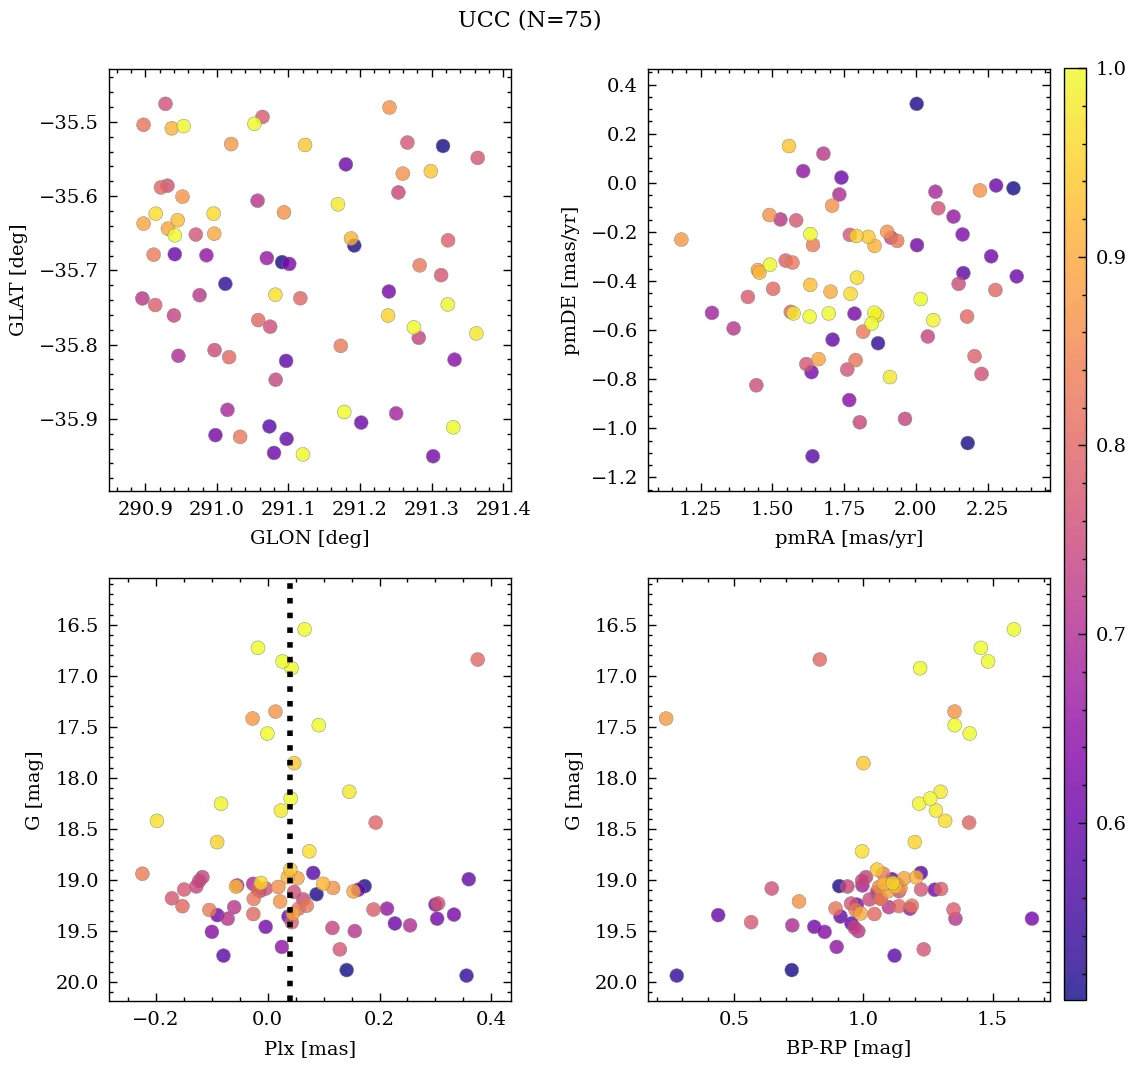 UCC (N=75)
−35.5
−35.6
−35.7
−35.8
−35.9
GLAT [deg]
290.9 291.0 291.1 291.2 291.3 291.4
GLON [deg]
0.4
0.2
0.0
−0.2
−0.4
−0.6
−0.8
−1.0
−1.2
pmDE [mas/yr]
1.25 1.50 1.75 2.00 2.25
pmRA [mas/yr]
16.5
17.0
17.5
18.0
18.5
19.0
19.5
20.0
G [mag]
−0.2 0.0 0.2 0.4
Plx [mas]
16.5
17.0
17.5
18.0
18.5
19.0
19.5
20.0
G [mag]
0.5 1.0 1.5
BP-RP [mag]
1.0
0.9
0.8
0.7
0.6